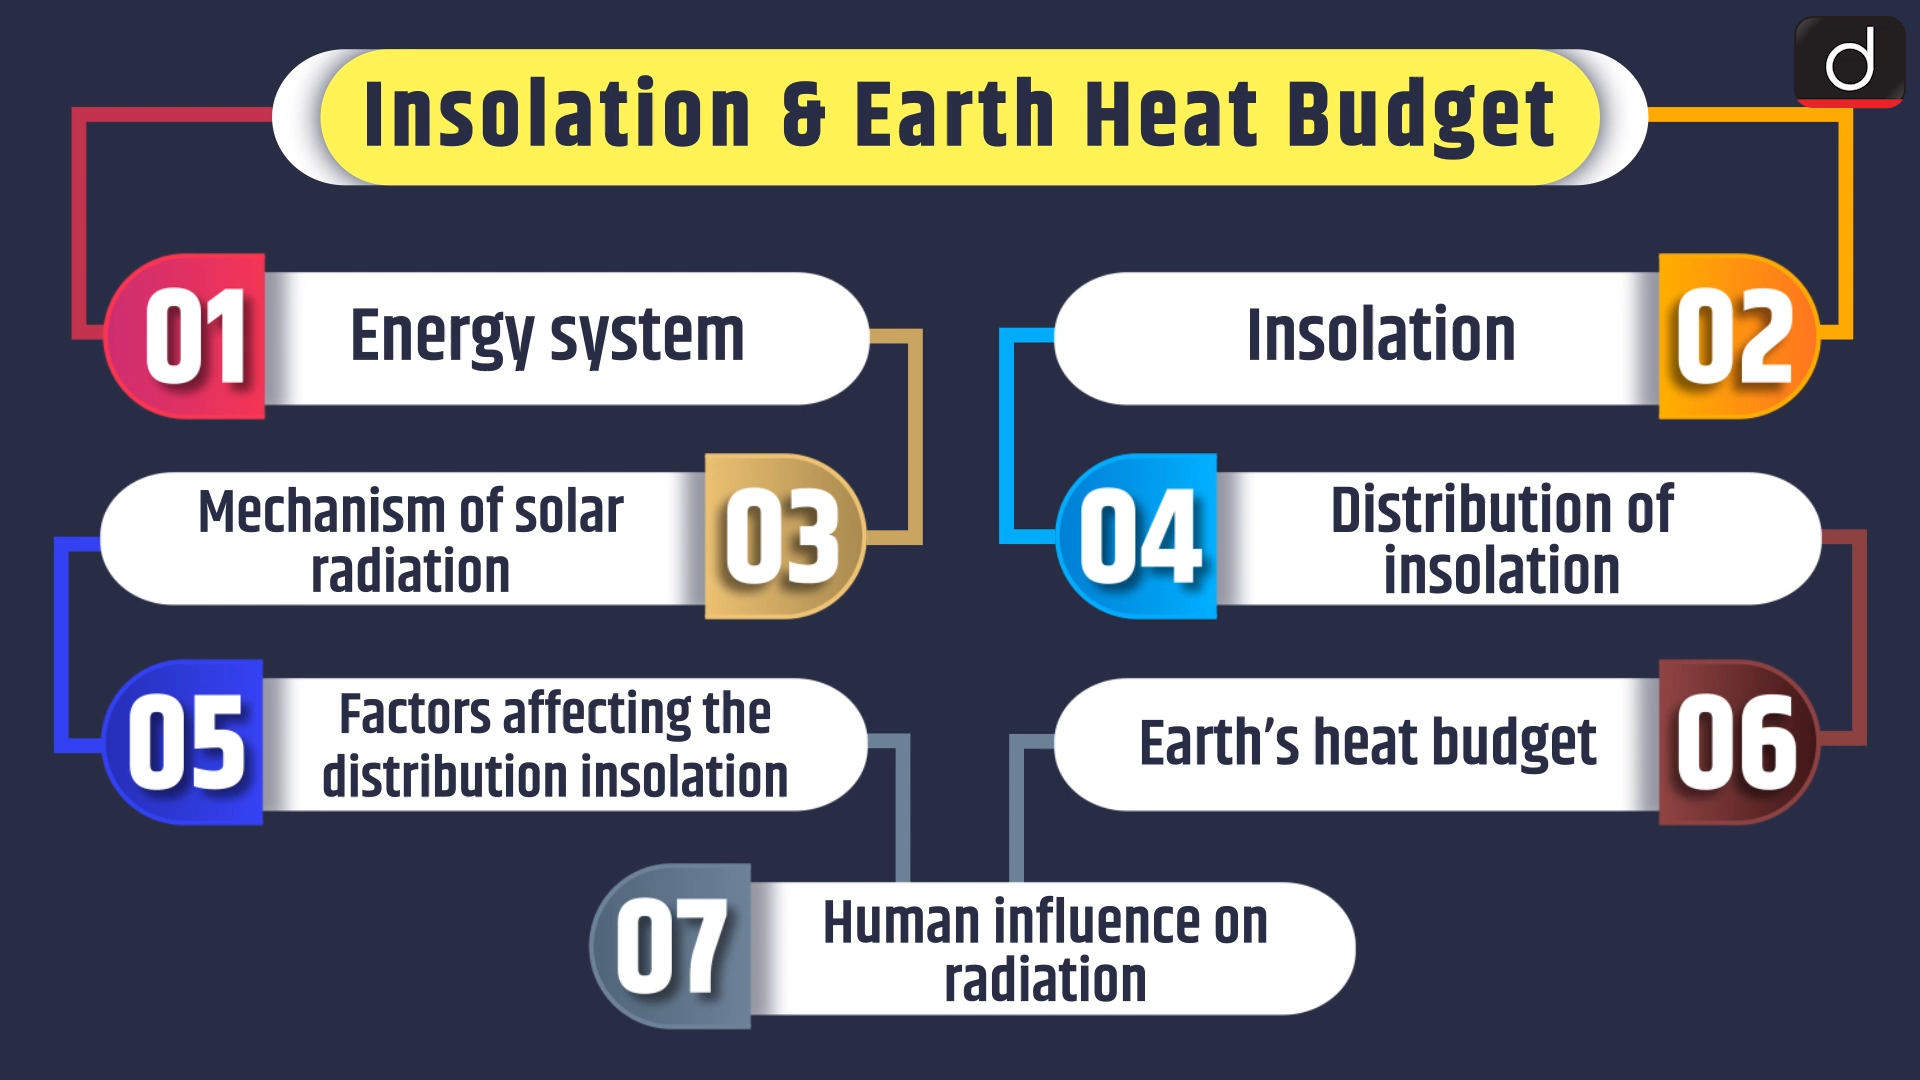 Insolation & Earth Heat Budget
d
01 Energy system
Insolation 02
Mechanism of solar
radiation
03
04
Distribution of
insolation
05
Factors affecting the
distribution insolation
Earth’s heat budget 06
07
Human influence on
radiation